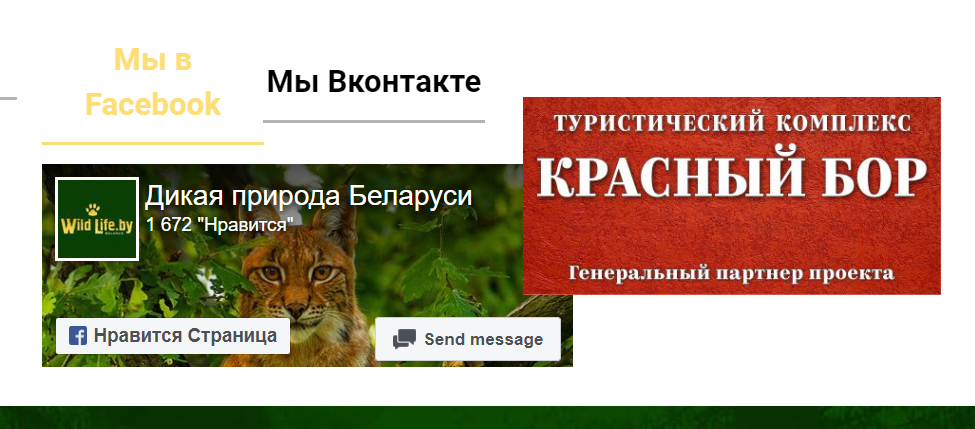 Мы в
Facebook
Мы Вконтакте
Дикая природа Беларуси
1 672 "Нравится"
Wild Life.by
Нравится Страница
Send message
ТУРИСТИЧЕСКИЙ КОМПЛЕКС
КРАСНЫЙ БОР
Генеральный партнер проекта